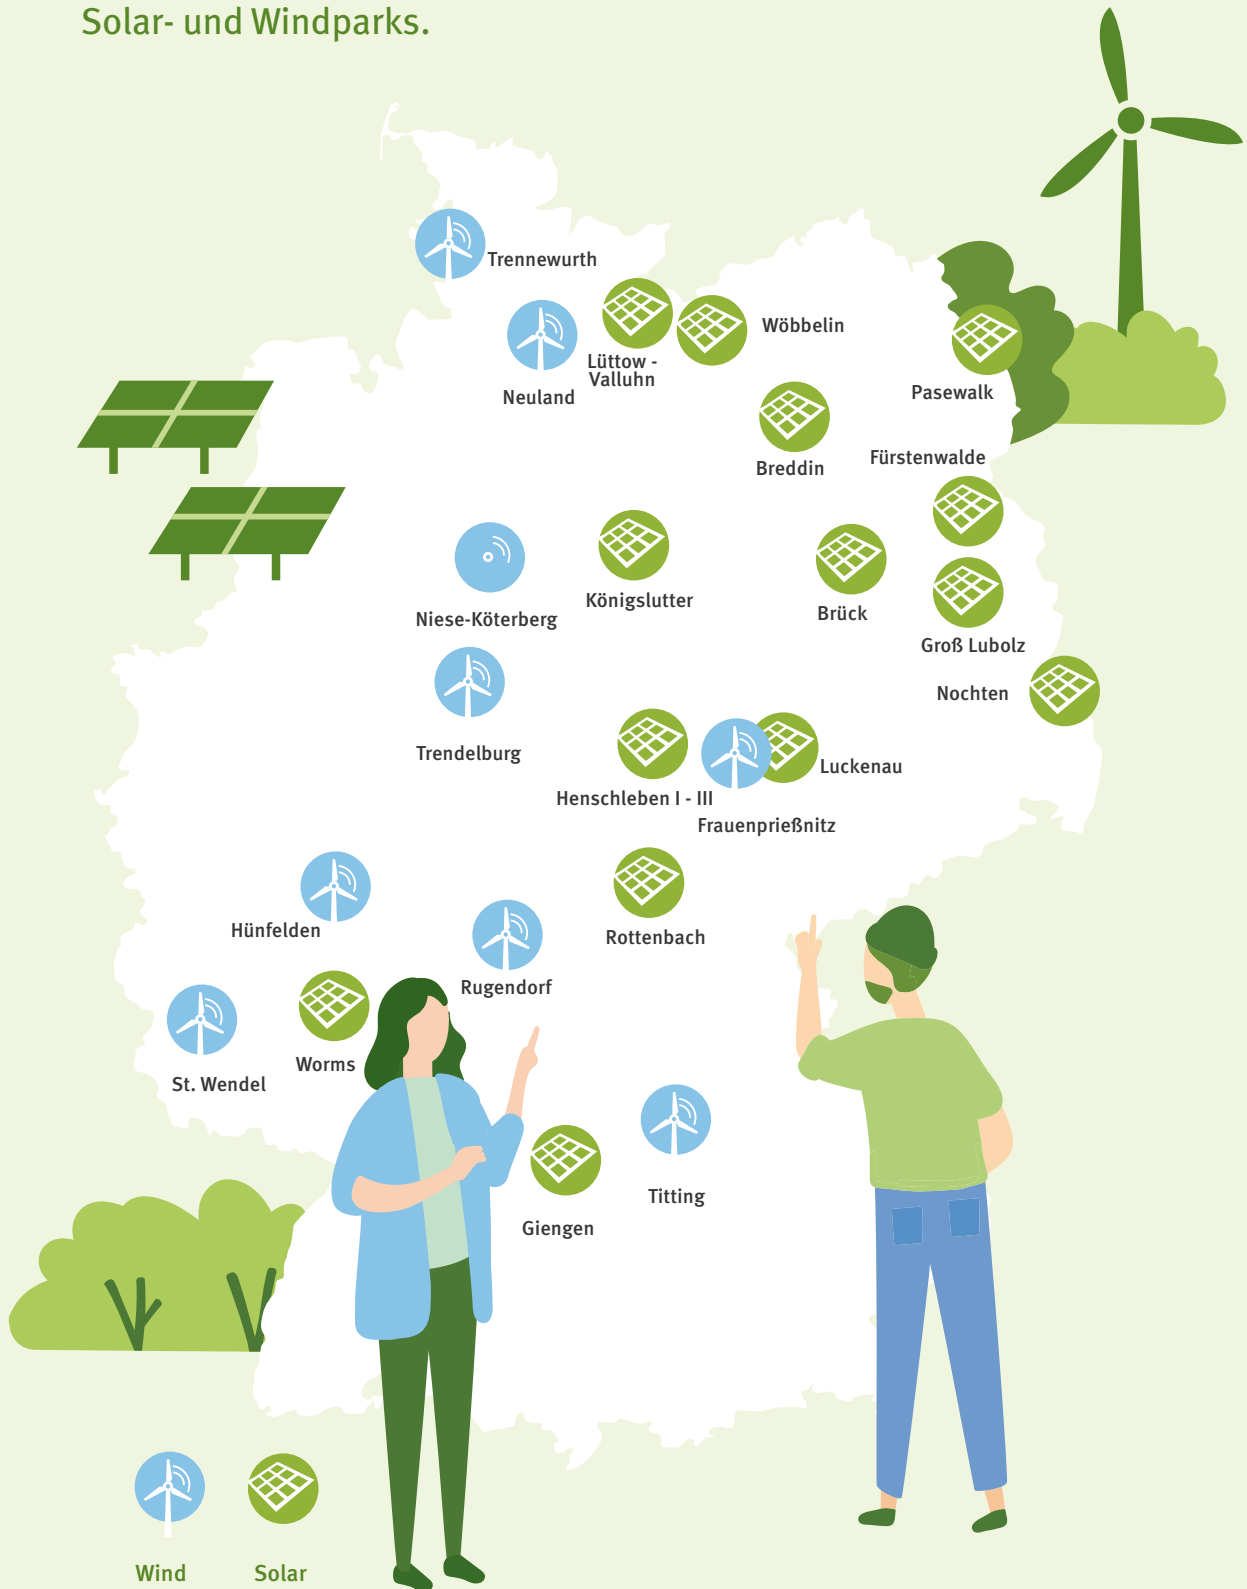 Solar- und Windparks.
Trennewurth
Neuland
Lüttow -
Valluhn
Wöbbelin
Pasewalk
Breddin
Fürstenwalde
Niese-Köterberg
Königslutter
Brück
Groß Lubolz
Nochten
Trendelburg
Henschleben I - III
Luckenau
Frauenprießnitz
Hünfelden
Rugendorf
Rottenbach
St. Wendel
Worms
Giengen
Titting
Wind
Solar